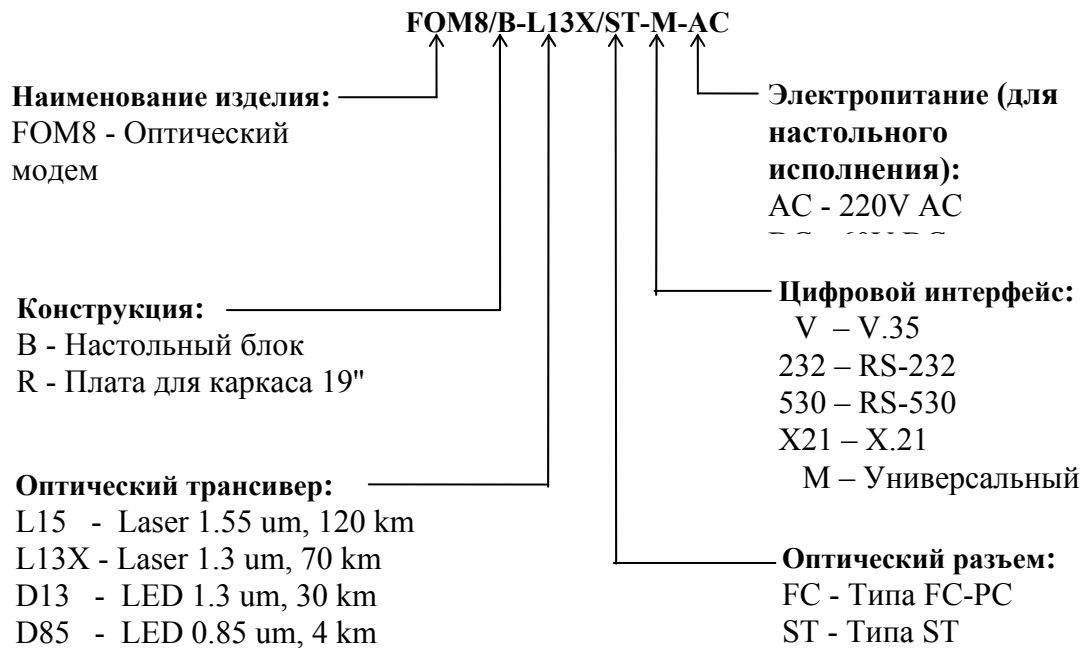 FOM8/B-L13X/ST-M-AC
Наименование изделия:
FOM8 - Оптический
модем
Конструкция:
B - Настольный блок
R - Плата для каркаса 19"
Оптический трансивер:
L15 - Laser 1.55 um, 120 km
L13X - Laser 1.3 um, 70 km
D13 - LED 1.3 um, 30 km
D85 - LED 0.85 um, 4 km
Электропитание (для
настольного
исполнения):
AC - 220V AC
Цифровой интерфейс:
V – V.35
232 – RS-232
530 – RS-530
X21 – X.21
M – Универсальный
Оптический разъем:
FC - Типа FC-PC
ST - Типа ST